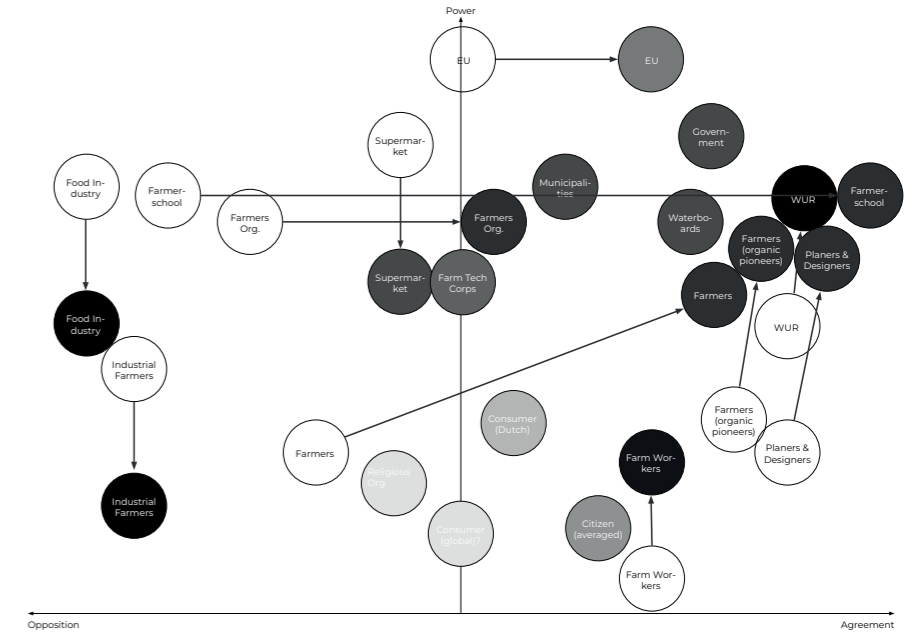 Power
EU
EU
Govern-
ment
Supermar-
ket
Food In-
dustry
Farmer-
school
Municipali-
ties
WUR
Farmer-
school
Farmers
Org.
Farmers
Org.
Waterbo-
ards
Farmers
(organic
pioneers)
Planers &
Designers
Supermar-
ket
Farm Tech
Corps
Farmers
Food In-
dustry
WUR
Industrial
Farmers
Consumer
(Dutch)
Farmers
(organic
pioneers)
Farmers
Planers &
Designers
Farm Wor-
kers
Religious
Org.
Industrial
Farmers
Consumer
(global)?
Citizen
(averaged)
Farm Wor-
kers
Opposition
Agreement